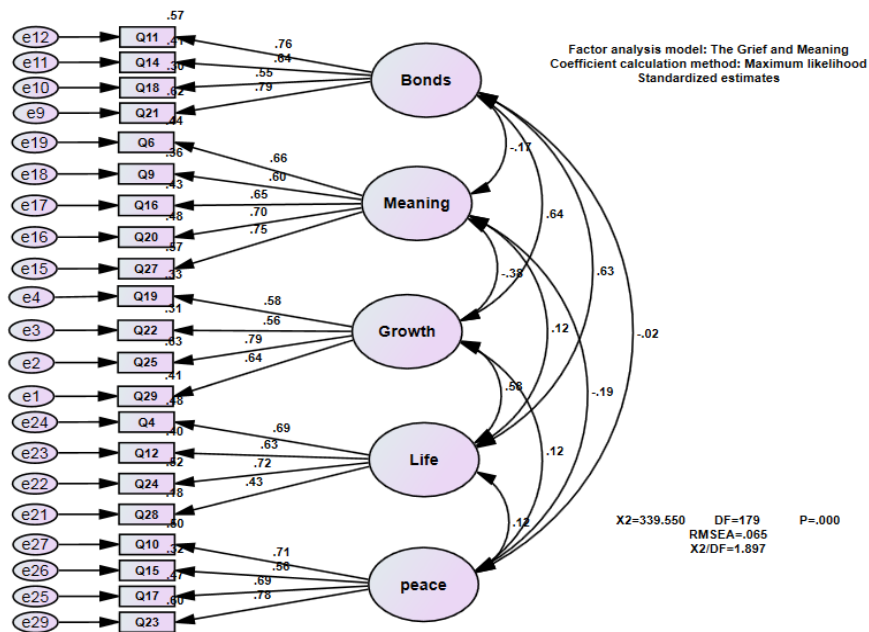 Factor analysis model: The Grief and Meaning
Coefficient calculation method: Maximum likelihood
Standardized estimates
.57
e12 Q11 .76
.41
e11 Q14 .64
.30
e10 Q18 .55
.62
e9 Q21 .79
Bonds
.44
e19 Q6 .66
.36
e18 Q9 .60
.43
e17 Q16 .65
.48
e16 Q20 .70
.57
e15 Q27 .75
Meaning
.33
e4 Q19 .58
.31
e3 Q22 .56
.63
e2 Q25 .79
.41
e1 Q29 .64
Growth
.48
e24 Q4 .69
.40
e23 Q12 .63
.52
e22 Q24 .72
.18
e21 Q28 .43
Life
.50
e27 Q10 .71
.32
e26 Q15 .56
.47
e25 Q17 .69
.60
e29 Q23 .78
peace
-.17
.64
-.38
.63
.12
-.02
.58
-.19
.12
.12
X2=339.550 DF=179 P=.000
RMSEA=.065
X2/DF=1.897